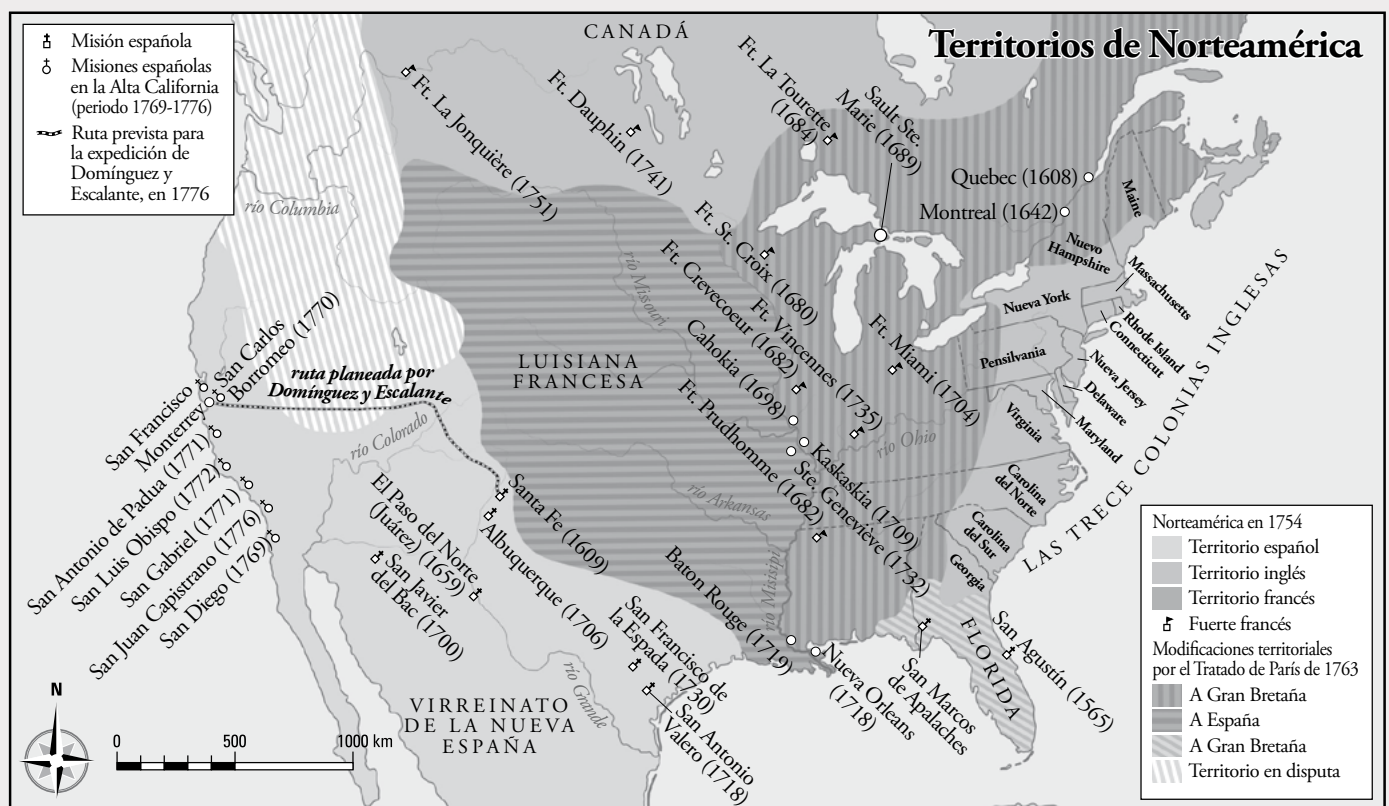 Territorios de Norteamérica
Misión española
Misiones españolas
en la Alta California
(periodo 1769-1776)
Ruta prevista para
la expedición de
Domínguez y
Escalante, en 1776
CANADÁ
Ft. La Jonquière (1751)
Ft. Dauphin (1741)
Ft. La Tourette
(1684)
Sault Ste.
Marie (1689)
Quebec (1608)
Montreal (1642)
Maine
Nuevo
Hampshire
Massachusetts
Nueva York
Rhode Island
Connecticut
Pensilvania
Nueva Jersey
Delaware
Maryland
Virginia
Carolina
del Norte
Carolina
del Sur
Georgia
LAS TRECE COLONIAS INGLESAS
río Columbia
río Misouri
Ft. St. Croix (1680)
Ft. Crevecoeur (1682)
Ft. Vincennes (1735)
Ft. Miami (1704)
Cahokia (1698)
Ft. Prudhomme (1682)
Kaskaskia (1709)
Ste. Geneviève (1732)
río Ohio
río Arkansas
río Misisipi
LUISIANA
FRANCESA
ruta planeada por
Domínguez y Escalante
río Colorado
San Carlos
Borromeo (1770)
San Francisco
Monterrey
San Antonio de Padua (1771)
San Luis Obispo (1772)
San Gabriel (1771)
San Juan Capistrano (1776)
San Diego (1769)
El Paso del Norte
(Juárez) (1659)
San Javier
del Bac (1700)
Santa Fe (1609)
Albuquerque (1706)
San Francisco de
la Espada (1730)
San Antonio
Valero (1718)
Baton Rouge (1719)
Nueva Orleans
(1718)
San Marcos
de Apalaches
San Agustín (1565)
FLORIDA
río Grande
VIRREINATO
DE LA NUEVA
ESPAÑA
N
0 500 1000 km
Norteamérica en 1754
Territorio español
Territorio inglés
Territorio francés
Fuerte francés
Modificaciones territoriales
por el Tratado de París de 1763
A Gran Bretaña
A España
A Gran Bretaña
Territorio en disputa